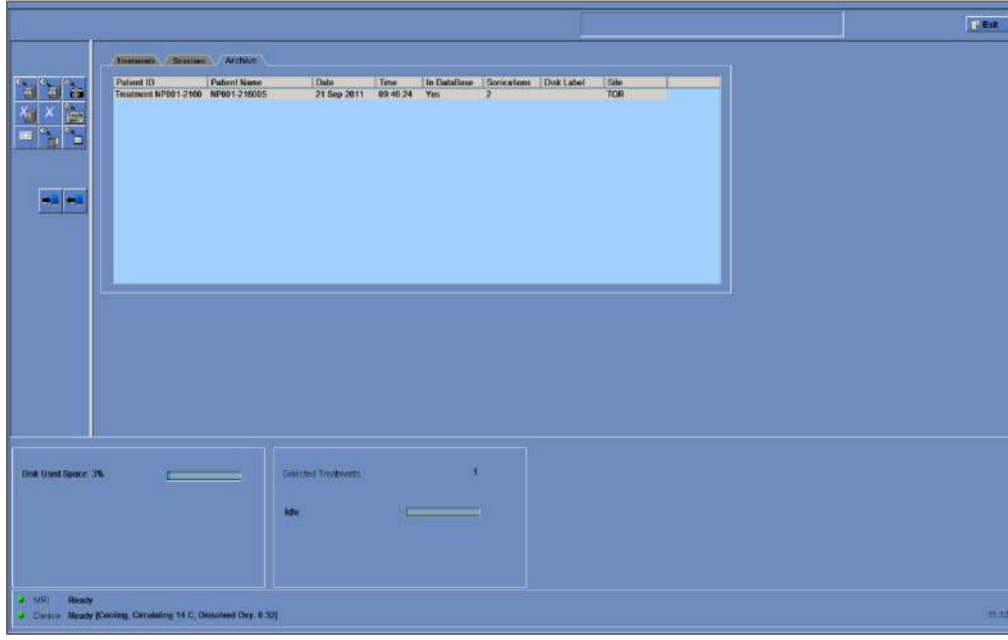 Exit
Treatments Sessions Archive
Patient ID Patient Name Date Time In DataBase Sonications Disk Label Site
Treatment NP001-2160 NP001-216005 21 Sep 2011 09:46:24 Yes 2 TOR
Disk Used Space: 3%
Selected Treatments 1
Idle
MRI Ready
Device Ready [Cooling, Circulating 14 C, Dissolved Oxy. 0.32]